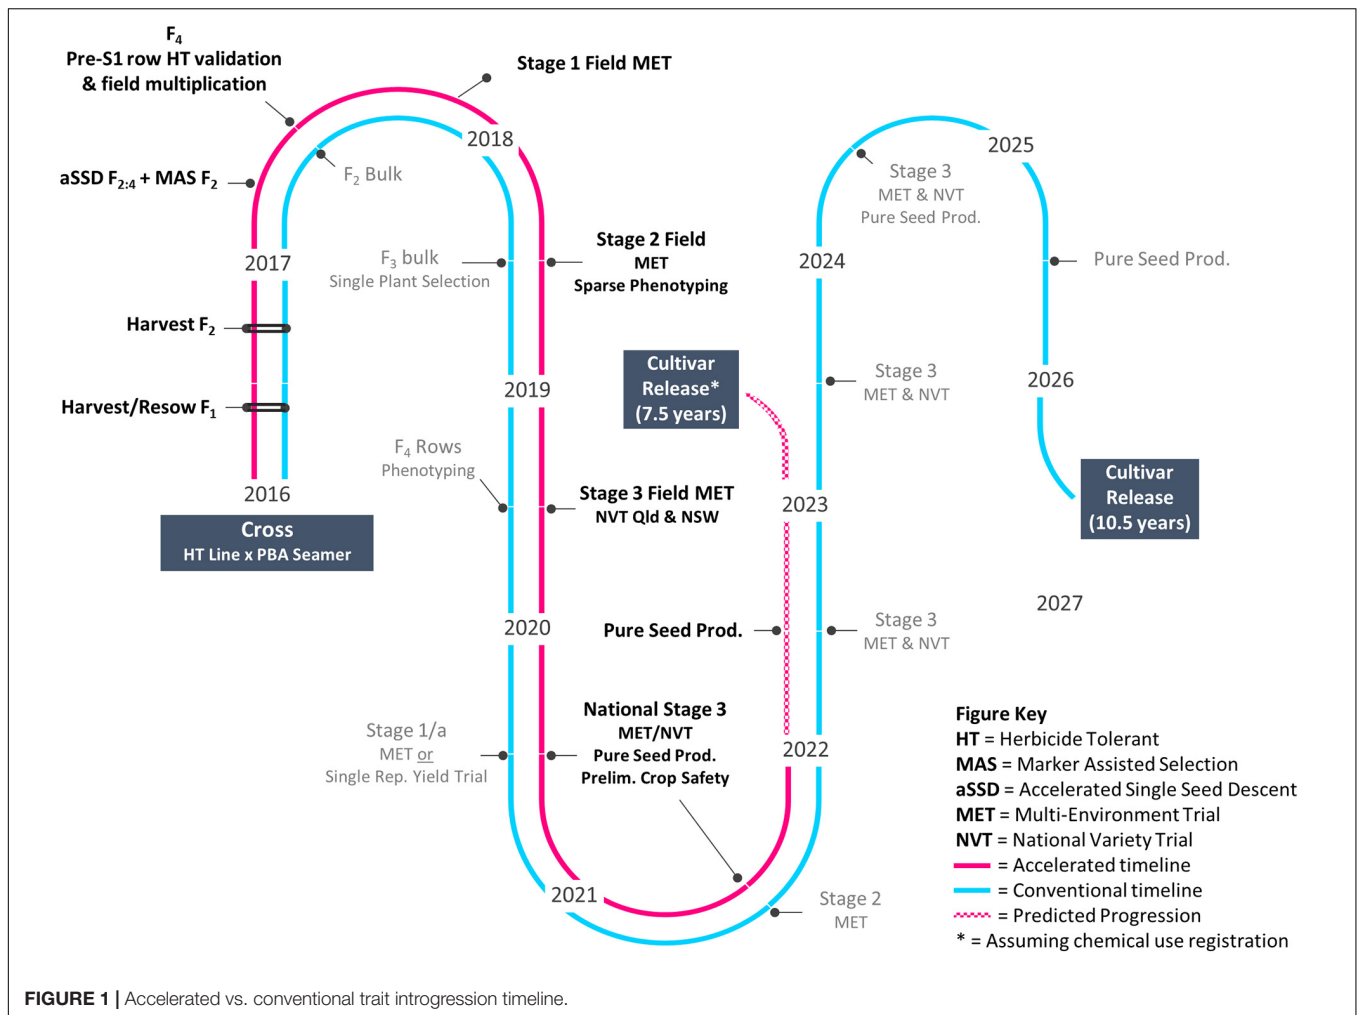 F4
Pre-S1 row HT validation
& field multiplication
Stage 1 Field MET
2018
aSSD F2:4 + MAS F2
F2 Bulk
2017
Harvest F2
Harvest/Resow F1
2016
Cross
HT Line x PBA Seamer
F3 bulk
Single Plant Selection
Stage 2 Field
MET
Sparse Phenotyping
2019
F4 Rows
Phenotyping
Stage 3 Field MET
NVT Qld & NSW
2020
Stage 1/a
MET or
Single Rep. Yield Trial
National Stage 3
MET/NVT
Pure Seed Prod.
Prelim. Crop Safety
2021
Stage 2
MET
2022
Pure Seed Prod.
Stage 3
MET & NVT
2023
Cultivar
Release*
(7.5 years)
Stage 3
MET & NVT
2024
Stage 3
MET & NVT
Pure Seed Prod.
2025
Pure Seed Prod.
2026
Cultivar
Release
(10.5 years)
2027
Figure Key
HT = Herbicide Tolerant
MAS = Marker Assisted Selection
aSSD = Accelerated Single Seed Descent
MET = Multi-Environment Trial
NVT = National Variety Trial
= Accelerated timeline
= Conventional timeline
= Predicted Progression
* = Assuming chemical use registration
FIGURE 1 | Accelerated vs. conventional trait introgression timeline.